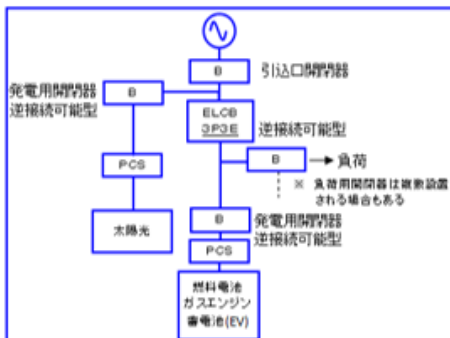 B
引込口開閉器
発電用開閉器
逆接続可能型
B
ELCB
3P3E
逆接続可能型
B
負荷
PCS
※ 負荷用開閉器は複数設置
される場合もある
太陽光
B
発電用開閉器
逆接続可能型
PCS
燃料電池
ガスエンジン
蓄電池(EV)